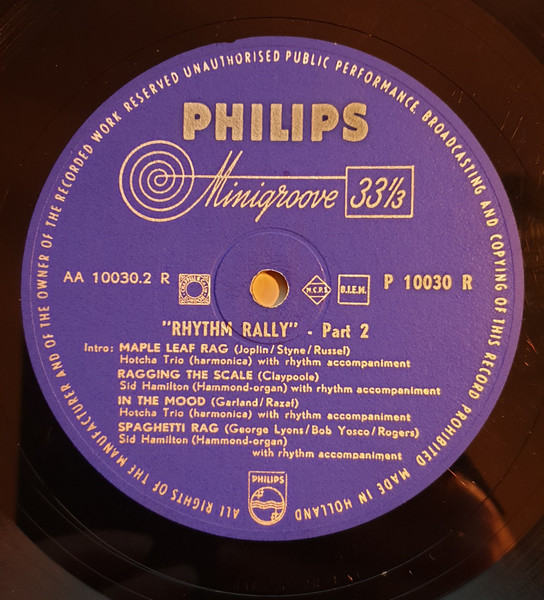 ALL RIGHTS OF THE MANUFACTURER AND OF THE OWNER OF THE RECORDED WORK RESERVED UNAUTHORISED PUBLIC PERFORMANCE, BROADCASTING AND COPYING OF THIS RECORD PROHIBITED MADE IN HOLLAND
PHILIPS
Minigroove 33⅓
AA 10030.2 R M.C.P.S. B.I.E.M. P 10030 R
"RHYTHM RALLY" - Part 2
Intro: MAPLE LEAF RAG (Joplin/Styne/Russel)
Hotcha Trio (harmonica) with rhythm accompaniment
RAGGING THE SCALE (Claypoole)
Sid Hamilton (Hammond-organ) with rhythm accompaniment
IN THE MOOD (Garland/Razaf)
Hotcha Trio (harmonica) with rhythm accompaniment
SPAGHETTI RAG (George Lyons/Bob Yosco/Rogers)
Sid Hamilton (Hammond-organ)
with rhythm accompaniment
PHILIPS